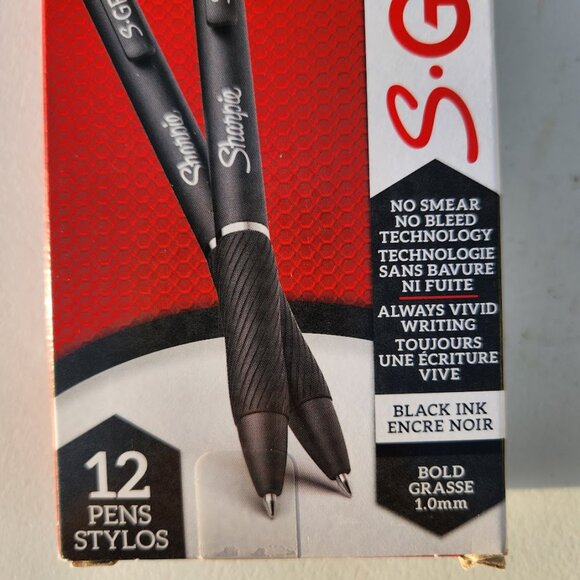 S-G
Sharpie
Sharpie
S·G
NO SMEAR
NO BLEED
TECHNOLOGY
TECHNOLOGIE
SANS BAVURE
NI FUITE
ALWAYS VIVID
WRITING
TOUJOURS
UNE ÉCRITURE
VIVE
BLACK INK
ENCRE NOIR
BOLD
GRASSE
1.0mm
12
PENS
STYLOS